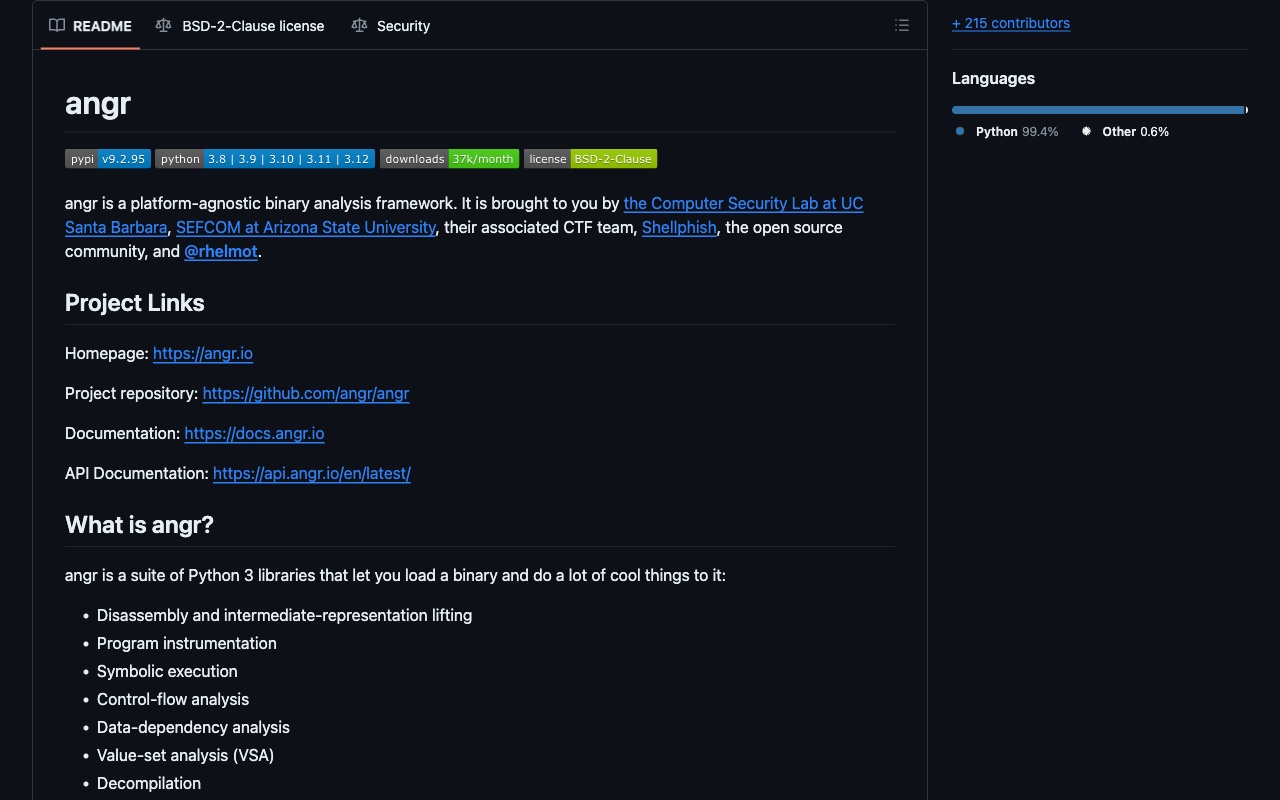 README
BSD-2-Clause license
Security
angr
pypi v9.2.95 python 3.8 | 3.9 | 3.10 | 3.11 | 3.12 downloads 37k/month license BSD-2-Clause
angr is a platform-agnostic binary analysis framework. It is brought to you by the Computer Security Lab at UC
Santa Barbara, SEFCOM at Arizona State University, their associated CTF team, Shellphish, the open source
community, and @rhelmot.
Project Links
Homepage: https://angr.io
Project repository: https://github.com/angr/angr
Documentation: https://docs.angr.io
API Documentation: https://api.angr.io/en/latest/
What is angr?
angr is a suite of Python 3 libraries that let you load a binary and do a lot of cool things to it:
• Disassembly and intermediate-representation lifting
• Program instrumentation
• Symbolic execution
• Control-flow analysis
• Data-dependency analysis
• Value-set analysis (VSA)
• Decompilation
+ 215 contributors
Languages
Python 99.4% Other 0.6%